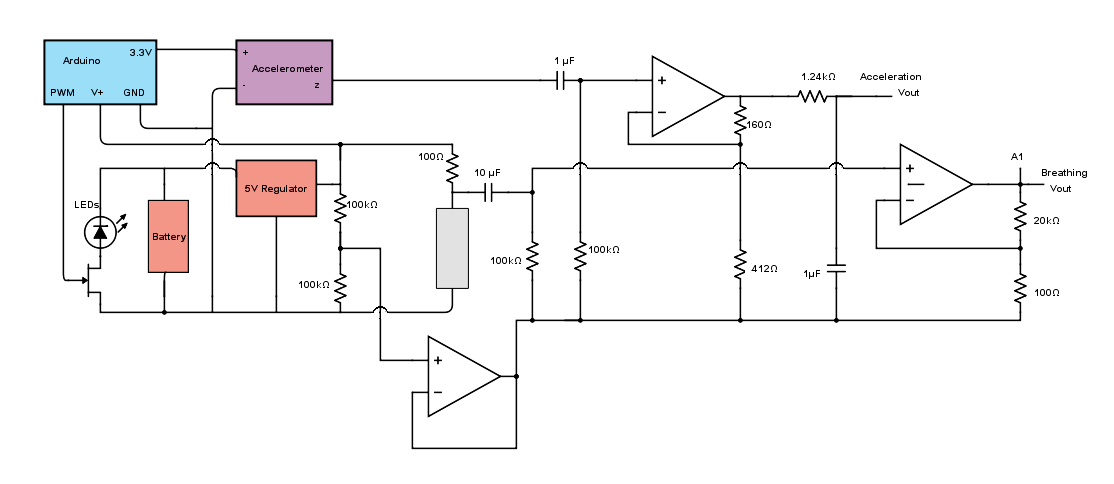 Arduino
3.3V
PWM
V+
GND
+
Accelerometer
-
z
1 µF
+
−
1.24kΩ
Acceleration
Vout
160Ω
100Ω
5V Regulator
10 µF
+
−
A1
Breathing
Vout
LEDs
100kΩ
Battery
20kΩ
100kΩ
100kΩ
412Ω
1µF
100kΩ
100Ω
+
−